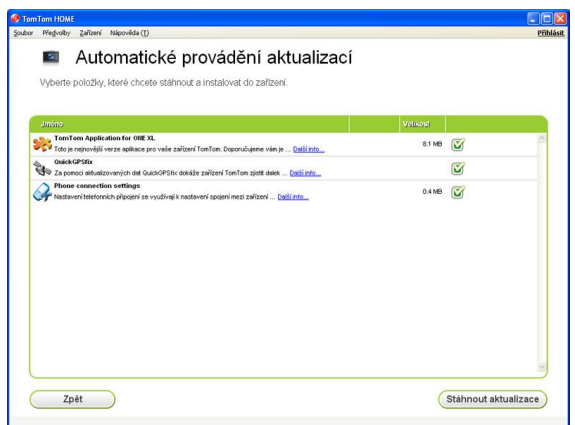 TomTom HOME
Soubor Předvolby Zařízení Nápověda (T) Přihlásit
Automatické provádění aktualizací
Vyberte položky, které chcete stáhnout a instalovat do zařízení.
Jméno Velikost
TomTom Application for ONE XL
Toto je nejnovější verze aplikace pro vaše zařízení TomTom. Doporučujeme vám je ... Další info... 8.1 MB
QuickGPSfix
Za pomoci aktualizovaných dat QuickGPSfix dokáže zařízení TomTom zjistit dalek ... Další info...
Phone connection settings
Nastavení telefonních připojení se využívají k nastavení spojení mezi zařízení ... Další info... 0.4 MB
Zpět Stáhnout aktualizace